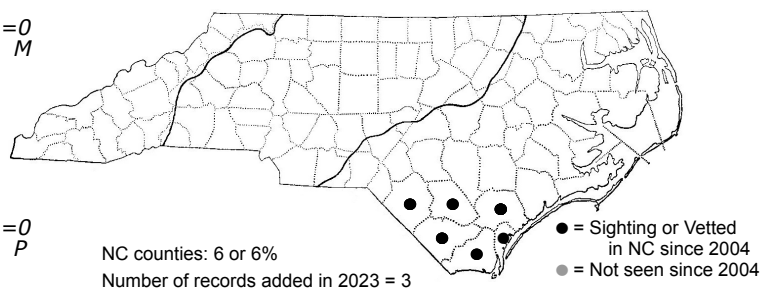 =0
M
=0
P
NC counties: 6 or 6%
Number of records added in 2023 = 3
● = Sighting or Vetted
in NC since 2004
● = Not seen since 2004